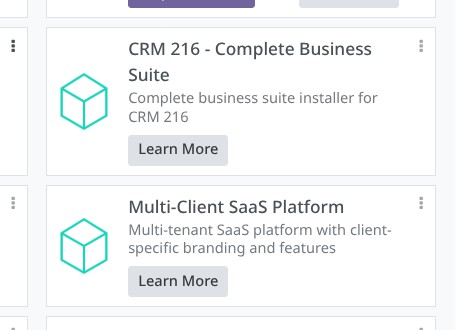 CRM 216 - Complete Business
Suite
Complete business suite installer for
CRM 216
Learn More
Multi-Client SaaS Platform
Multi-tenant SaaS platform with client-
specific branding and features
Learn More